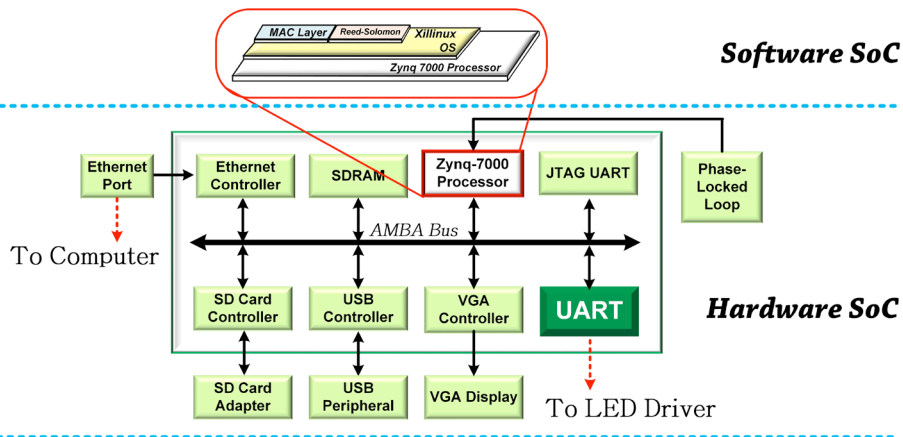 MAC Layer
Reed-Solomon
Xillinux
OS
Zynq 7000 Processor
Software SoC
Ethernet
Port
Ethernet
Controller
SDRAM
Zynq-7000
Processor
JTAG UART
Phase-
Locked
Loop
To Computer
AMBA Bus
SD Card
Controller
USB
Controller
VGA
Controller
UART
Hardware SoC
SD Card
Adapter
USB
Peripheral
VGA Display
To LED Driver